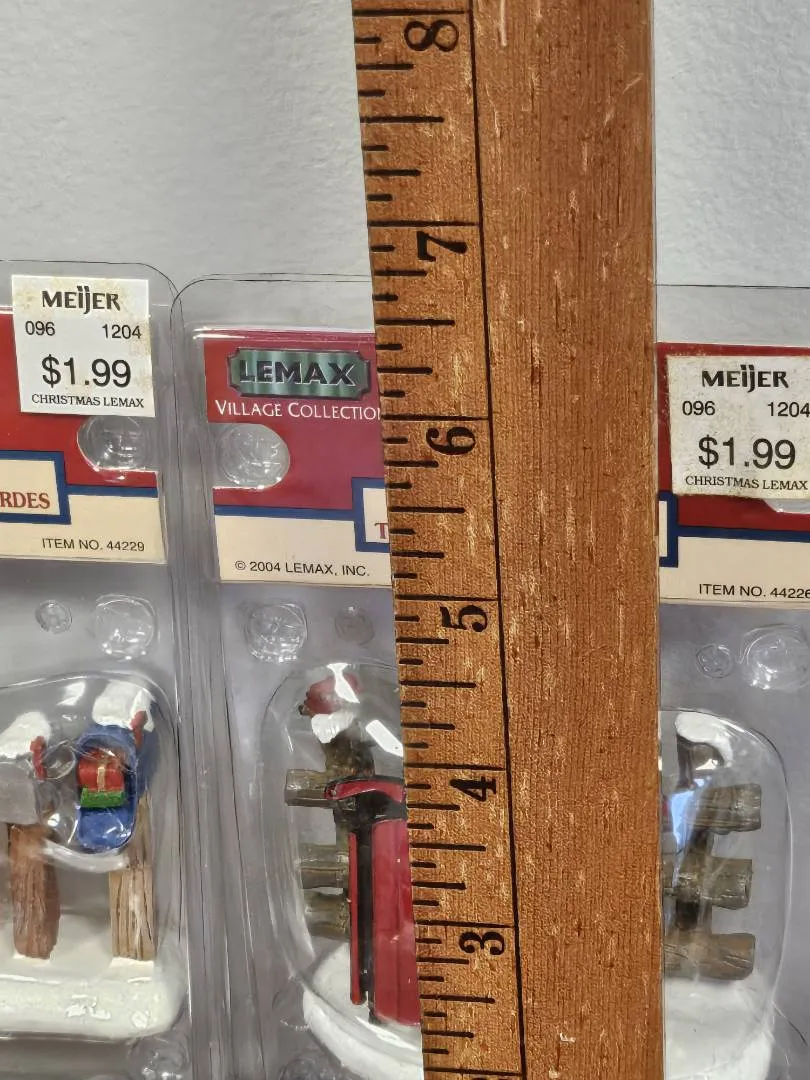 8
7
6
5
4
3
MEIJER
096 1204
$1.99
CHRISTMAS LEMAX
RDES
ITEM NO. 44229
LEMAX
VILLAGE COLLECTIO
T
© 2004 LEMAX, INC.
MEIJER
096 1204
$1.99
CHRISTMAS LEMAX
ITEM NO. 44226